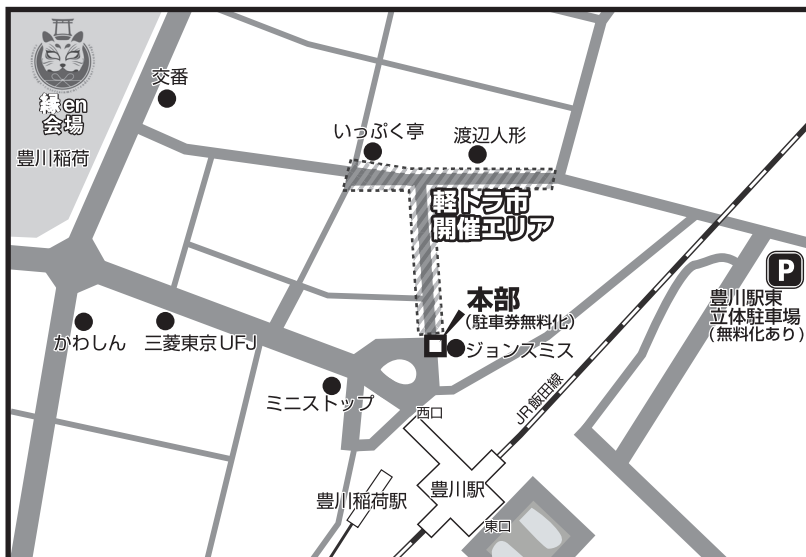 縁en
会場
豊川稲荷
交番
いっぷく亭
渡辺人形
軽トラ市
開催エリア
P
豊川駅東
立体駐車場
(無料化あり)
本部
(駐車券無料化)
ジョンスミス
かわしん
三菱東京UFJ
ミニストップ
西口
JR飯田線
豊川稲荷駅
豊川駅
東口